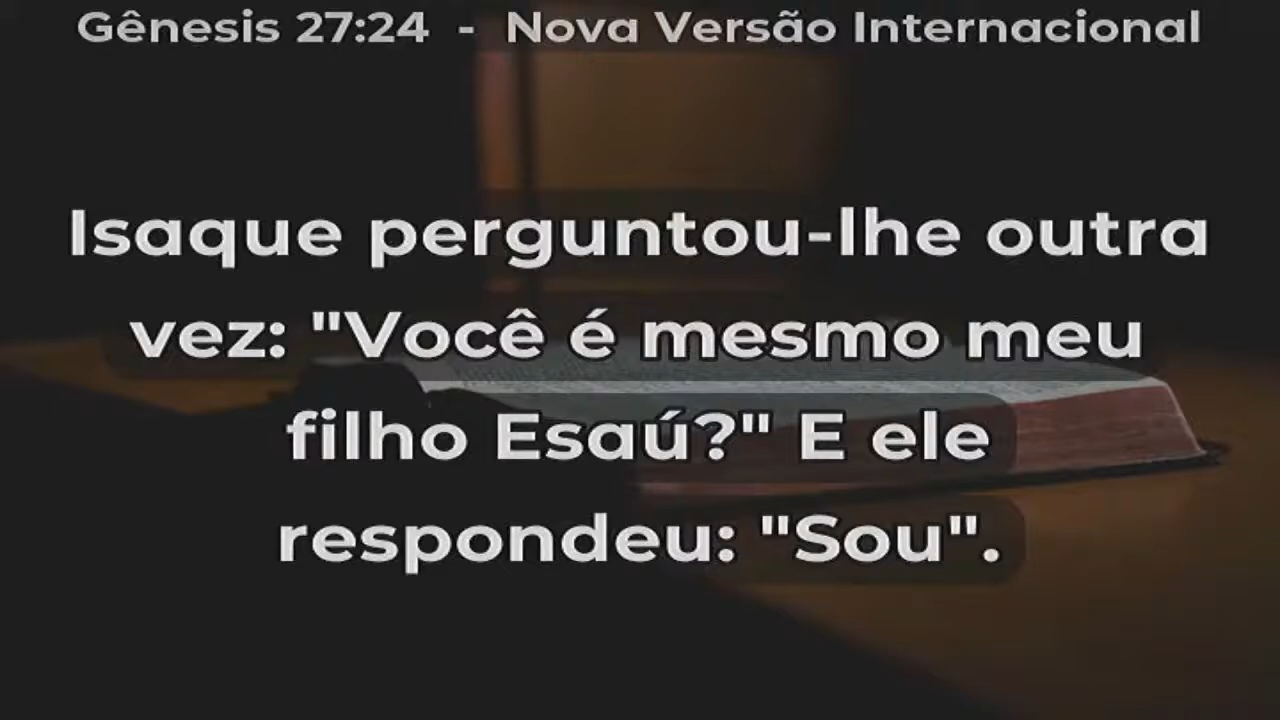 Gênesis 27:24 - Nova Versão Internacional
Isaque perguntou-lhe outra
vez: "Você é mesmo meu
filho Esaú?" E ele
respondeu: "Sou".